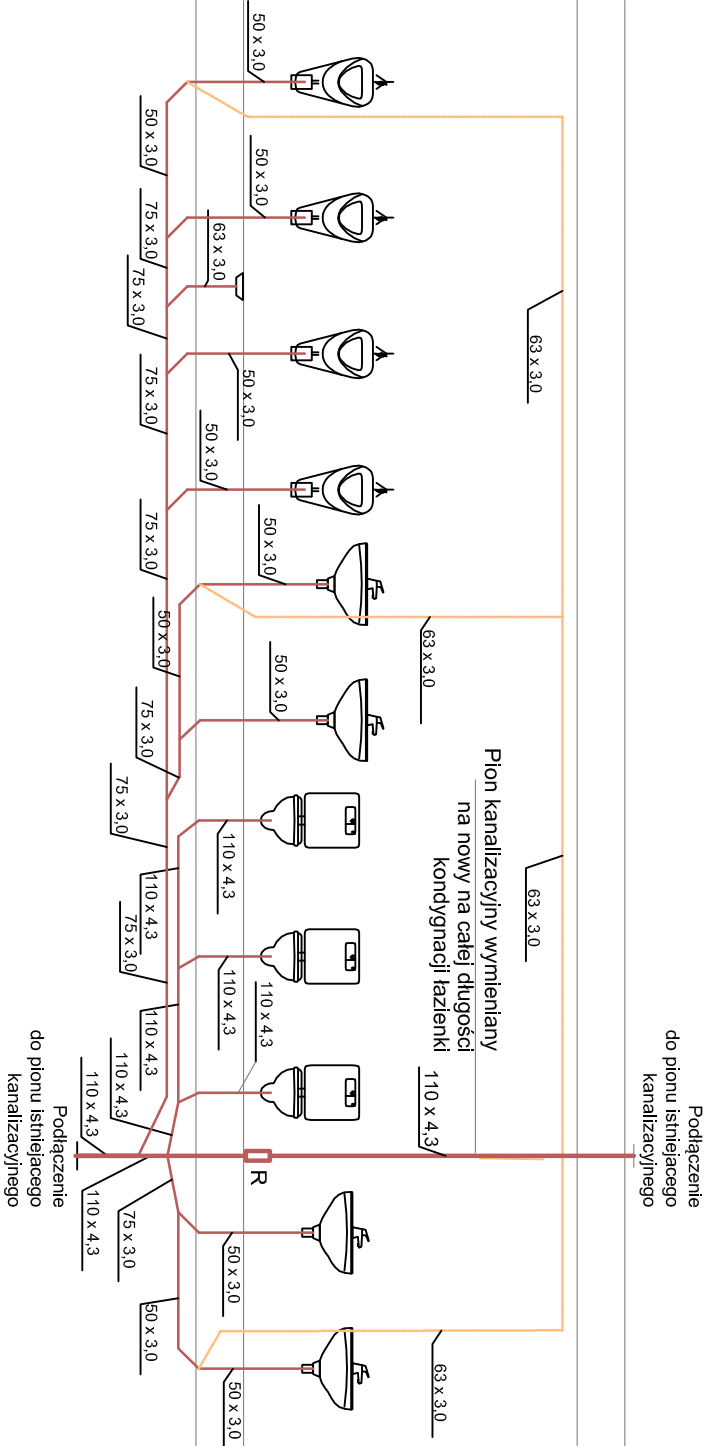 50 x 3,0
50 x 3,0
75 x 3,0
50 x 3,0
63 x 3,0
75 x 3,0
75 x 3,0
50 x 3,0
50 x 3,0
75 x 3,0
50 x 3,0
50 x 3,0
75 x 3,0
50 x 3,0
75 x 3,0
110 x 4,3
110 x 4,3
75 x 3,0
110 x 4,3
110 x 4,3
110 x 4,3
110 x 4,3
110 x 4,3
110 x 4,3
75 x 3,0
50 x 3,0
50 x 3,0
50 x 3,0
63 x 3,0
63 x 3,0
63 x 3,0
63 x 3,0
110 x 4,3
R
Pion kanalizacyjny wymieniany
na nowy na całej długości
kondygnacji łazienki
Podłączenie
do pionu istniejacego
kanalizacyjnego
Podłączenie
do pionu istniejacego
kanalizacyjnego